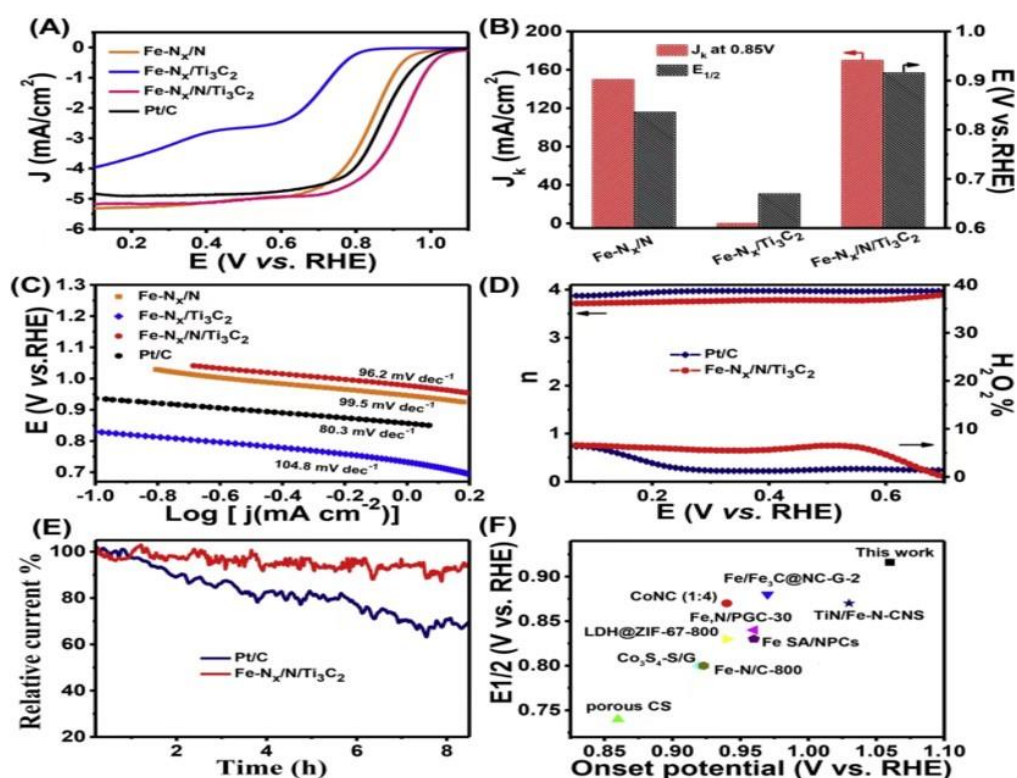 (A)
Fe-Nx/N
Fe-Nx/Ti3C2
Fe-Nx/N/Ti3C2
Pt/C
J (mA/cm2)
0
-1
-2
-3
-4
-5
-6
0.2 0.4 0.6 0.8 1.0
E (V vs. RHE)
(B)
Jk at 0.85V
E1/2
Jk (mA/cm2)
200
160
120
80
40
0
E (V vs.RHE)
1.0
0.9
0.8
0.7
0.6
Fe-Nx/N
Fe-Nx/Ti3C2
Fe-Nx/N/Ti3C2
(C)
Fe-Nx/N
Fe-Nx/Ti3C2
Fe-Nx/N/Ti3C2
Pt/C
E (V vs.RHE)
1.3
1.2
1.1
1.0
0.9
0.8
0.7
96.2 mV dec-1
99.5 mV dec-1
80.3 mV dec-1
104.8 mV dec-1
-1.0 -0.8 -0.6 -0.4 -0.2 0.0 0.2
Log [ j(mA cm-2)]
(D)
Pt/C
Fe-Nx/N/Ti3C2
n
4
3
2
1
0
H2O2%
40
30
20
10
0
0.2 0.4 0.6
E (V vs. RHE)
(E)
Relative current %
100
80
60
40
20
Pt/C
Fe-Nx/N/Ti3C2
2 4 6 8
Time (h)
(F)
E1/2 (V vs. RHE)
0.90
0.85
0.80
0.75
This work
Fe/Fe3C@NC-G-2
CoNC (1:4)
TiN/Fe-N-CNS
Fe,N/PGC-30
LDH@ZIF-67-800
Fe SA/NPCs
Co3S4-S/G
Fe-N/C-800
porous CS
0.85 0.90 0.95 1.00 1.05 1.10
Onset potential (V vs. RHE)